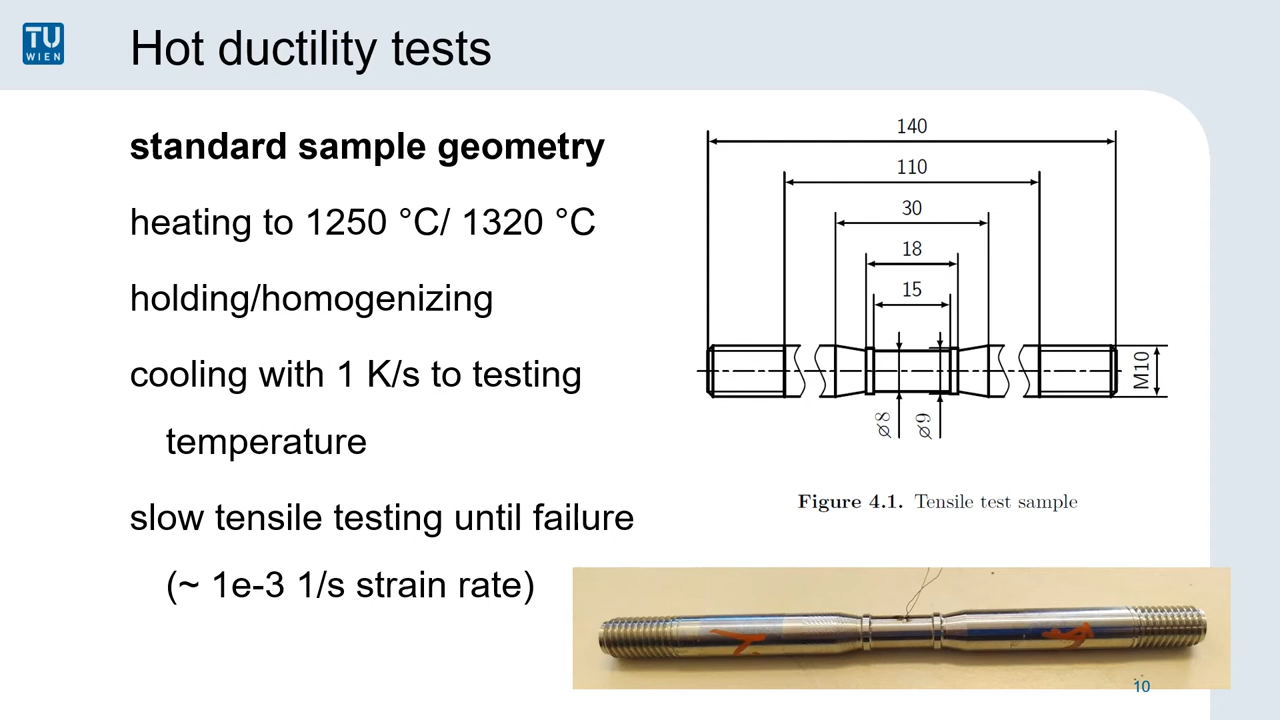 TU
WIEN
Hot ductility tests
standard sample geometry
heating to 1250 °C/ 1320 °C
holding/homogenizing
cooling with 1 K/s to testing
temperature
slow tensile testing until failure
(~ 1e-3 1/s strain rate)
140
110
30
18
15
M10
⌀8
⌀9
Figure 4.1. Tensile test sample
10